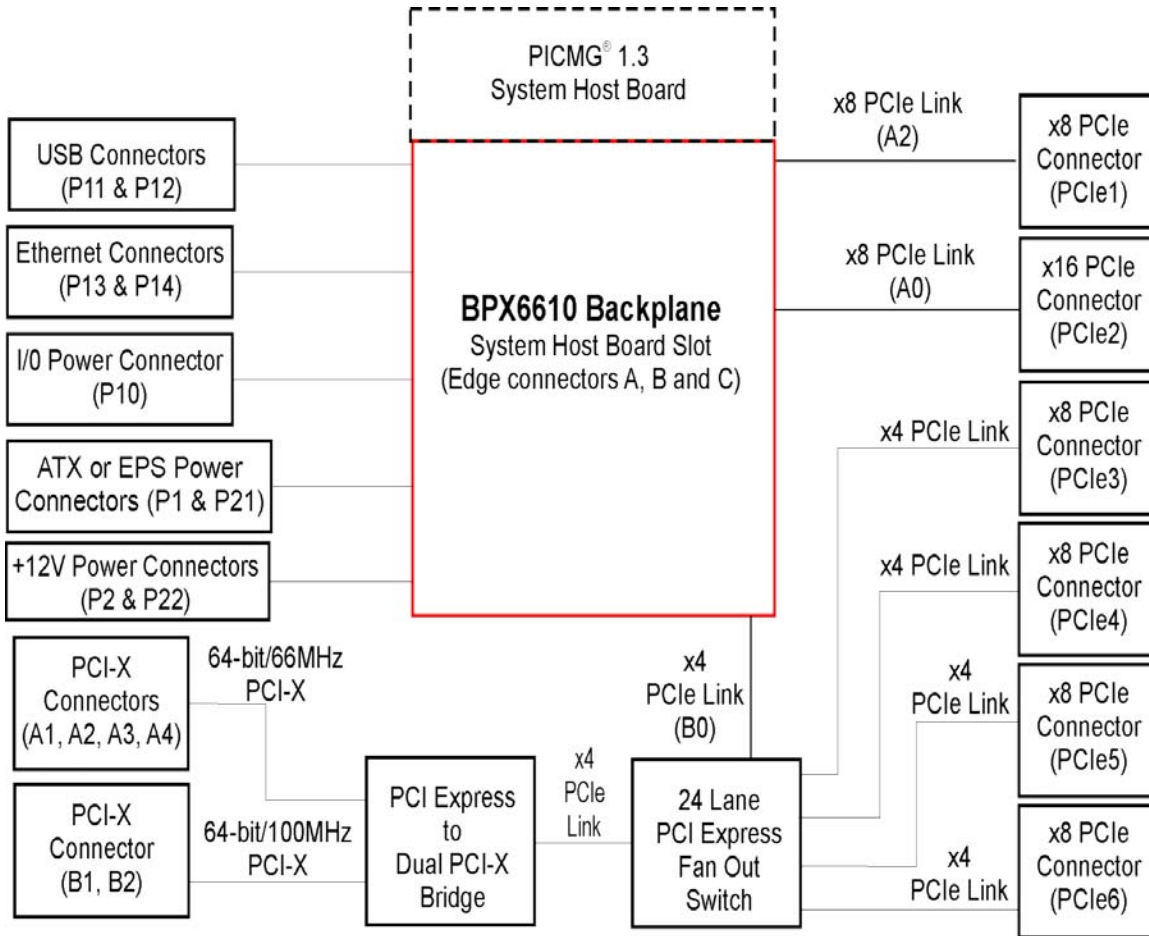 PICMG® 1.3
System Host Board
USB Connectors
(P11 & P12)
Ethernet Connectors
(P13 & P14)
I/0 Power Connector
(P10)
ATX or EPS Power
Connectors (P1 & P21)
+12V Power Connectors
(P2 & P22)
BPX6610 Backplane
System Host Board Slot
(Edge connectors A, B and C)
x8 PCIe Link
(A2)
x8 PCIe
Connector
(PCIe1)
x8 PCIe Link
(A0)
x16 PCIe
Connector
(PCIe2)
x4 PCIe Link
x8 PCIe
Connector
(PCIe3)
x4 PCIe Link
x8 PCIe
Connector
(PCIe4)
x4
PCIe Link
x8 PCIe
Connector
(PCIe5)
x4
PCIe Link
x8 PCIe
Connector
(PCIe6)
PCI-X
Connectors
(A1, A2, A3, A4)
64-bit/66MHz
PCI-X
PCI-X
Connector
(B1, B2)
64-bit/100MHz
PCI-X
PCI Express
to
Dual PCI-X
Bridge
x4
PCIe
Link
x4
PCIe Link
(B0)
24 Lane
PCI Express
Fan Out
Switch